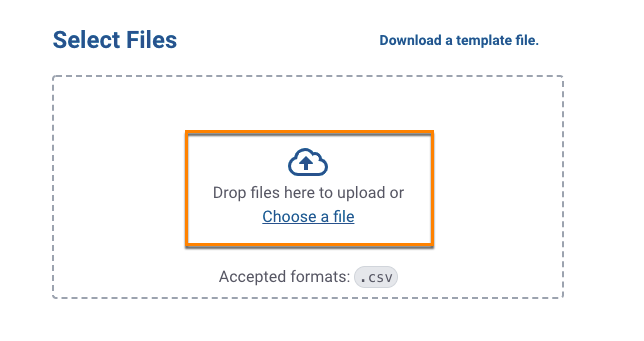 Select Files
Download a template file.
Drop files here to upload or
Choose a file
Accepted formats: .csv